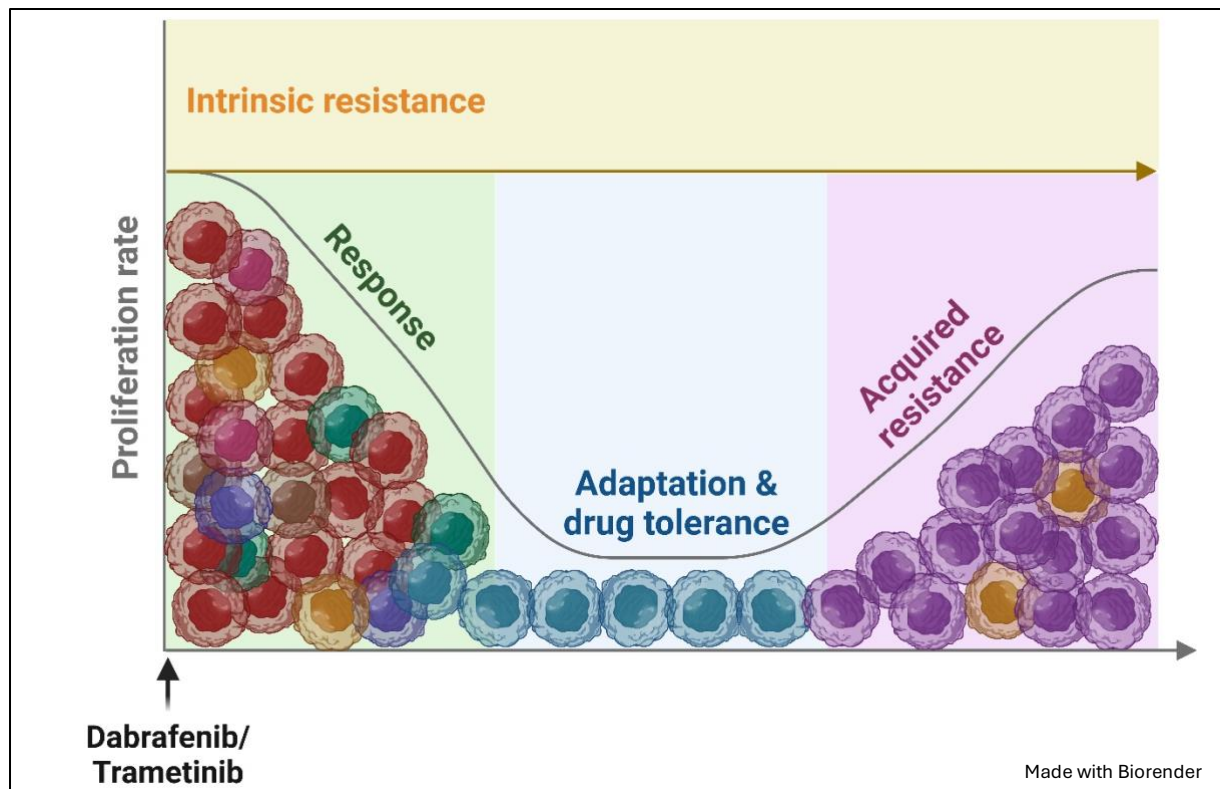 Intrinsic resistance
Response
Proliferation rate
Acquired
resistance
Adaptation &
drug tolerance
Dabrafenib/
Trametinib
Made with Biorender